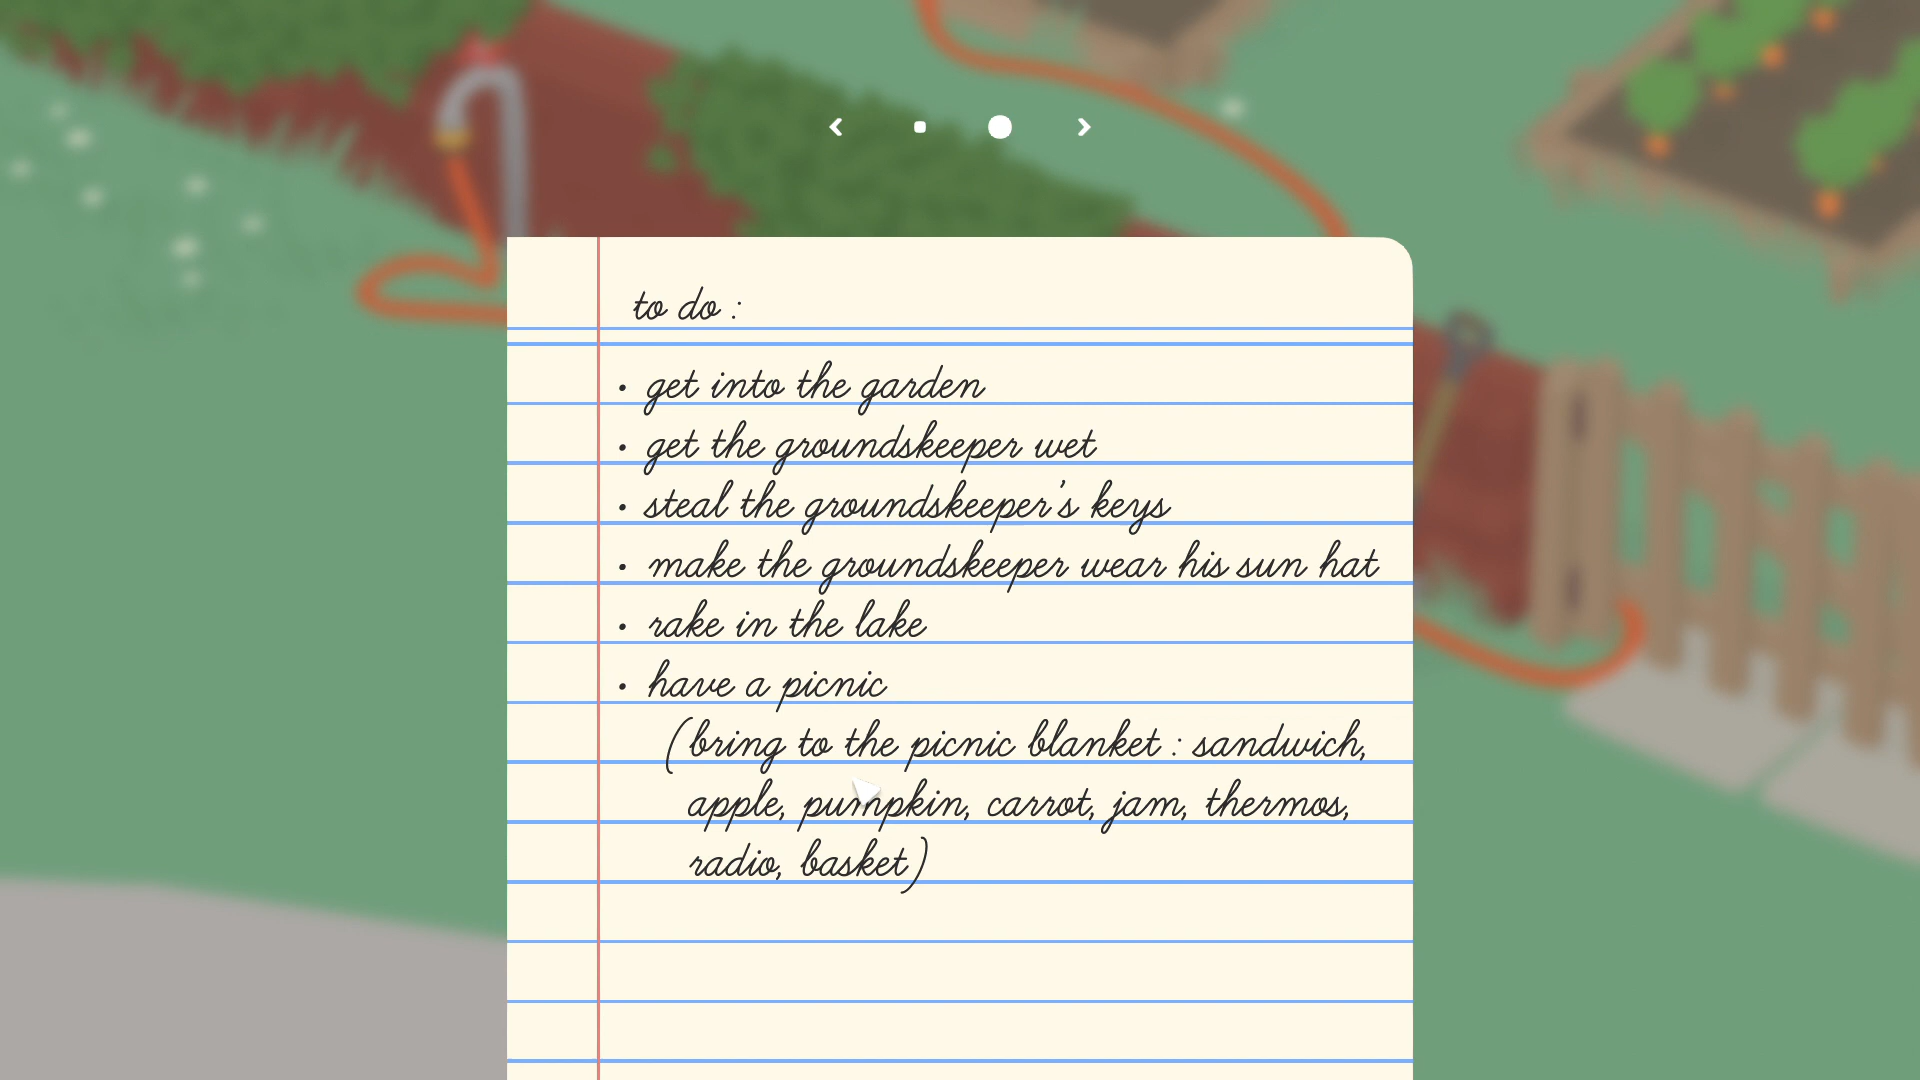 to do :
• get into the garden
• get the groundskeeper wet
• steal the groundskeeper's keys
• make the groundskeeper wear his sun hat
• rake in the lake
• have a picnic
(bring to the picnic blanket : sandwich,
apple, pumpkin, carrot, jam, thermos,
radio, basket)